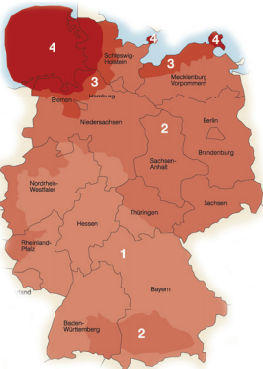 4
4
4
Schleswig-
Holstein
3
3
Mecklenburg
Vorpommern
Bremen
Niedersachsen
2
Berlin
Brandenburg
Sachsen-
Anhalt
Nordrhein-
Westfalen
Hessen
Thüringen
Rheinland-
Pfalz
1
Bayern
Baden-
Württemberg
2